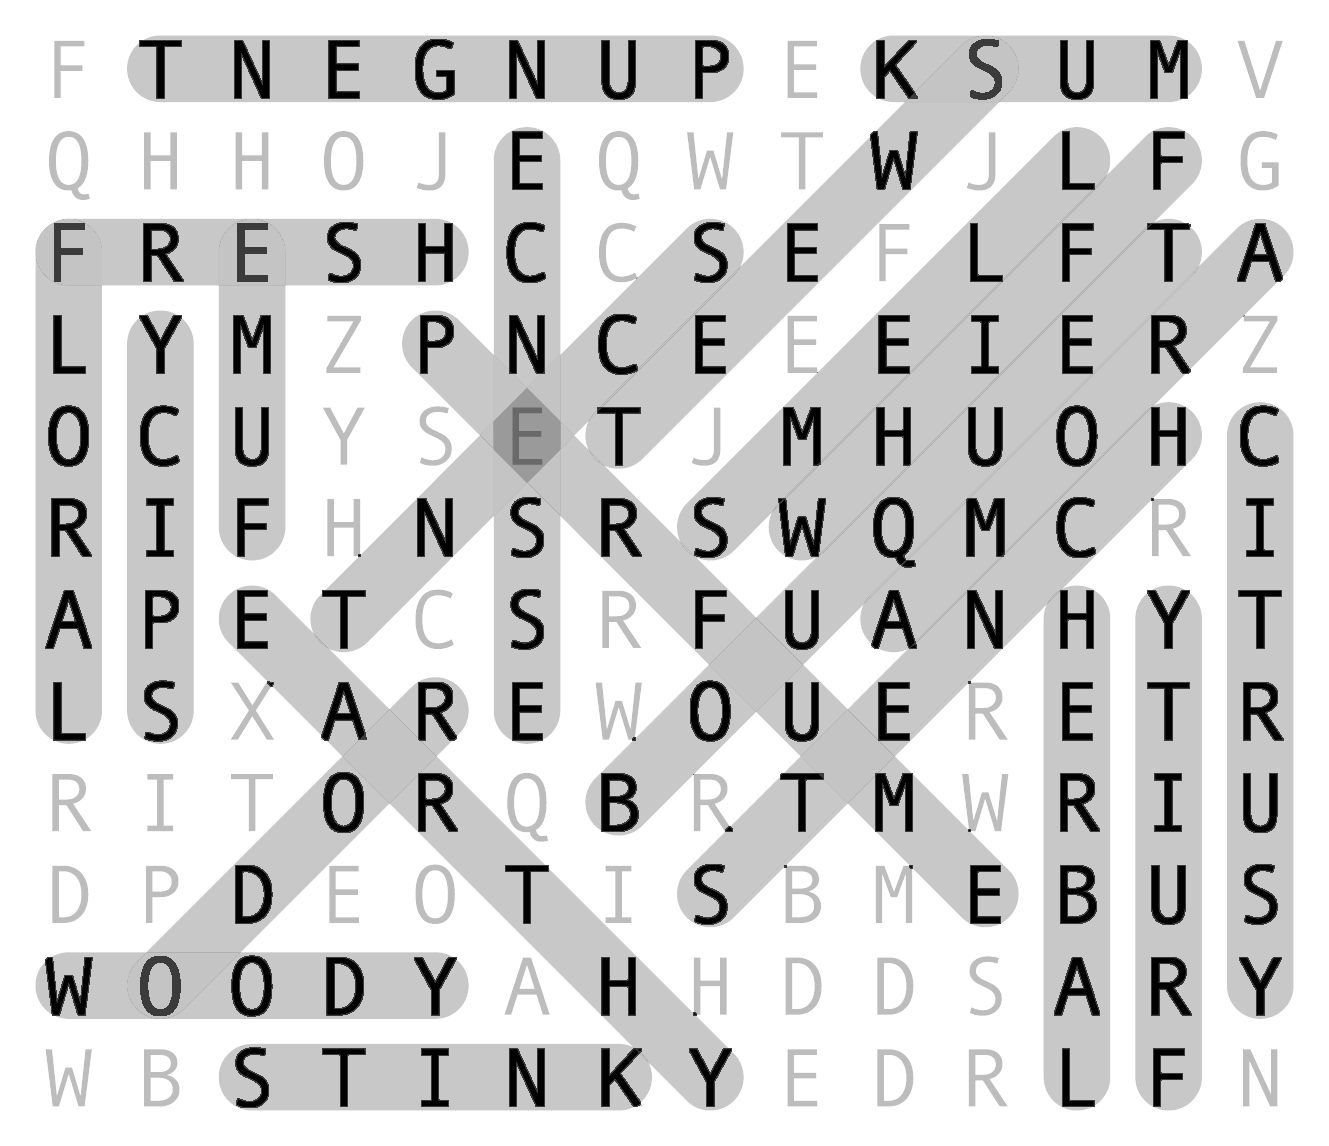 F T N E G N U P E K S U M V
Q H H O J E Q W T W J L F G
F R E S H C C S E F L F T A
L Y M Z P N C E E E I E R Z
O C U Y S E T J M H U O H C
R I F H N S R S W Q M C R I
A P E T C S R F U A N H Y T
L S X A R E W O U E R E T R
R I T O R Q B R T M W R I U
D P D E O T I S B M E B U S
W O O D Y A H H D D S A R Y
W B S T I N K Y E D R L F N